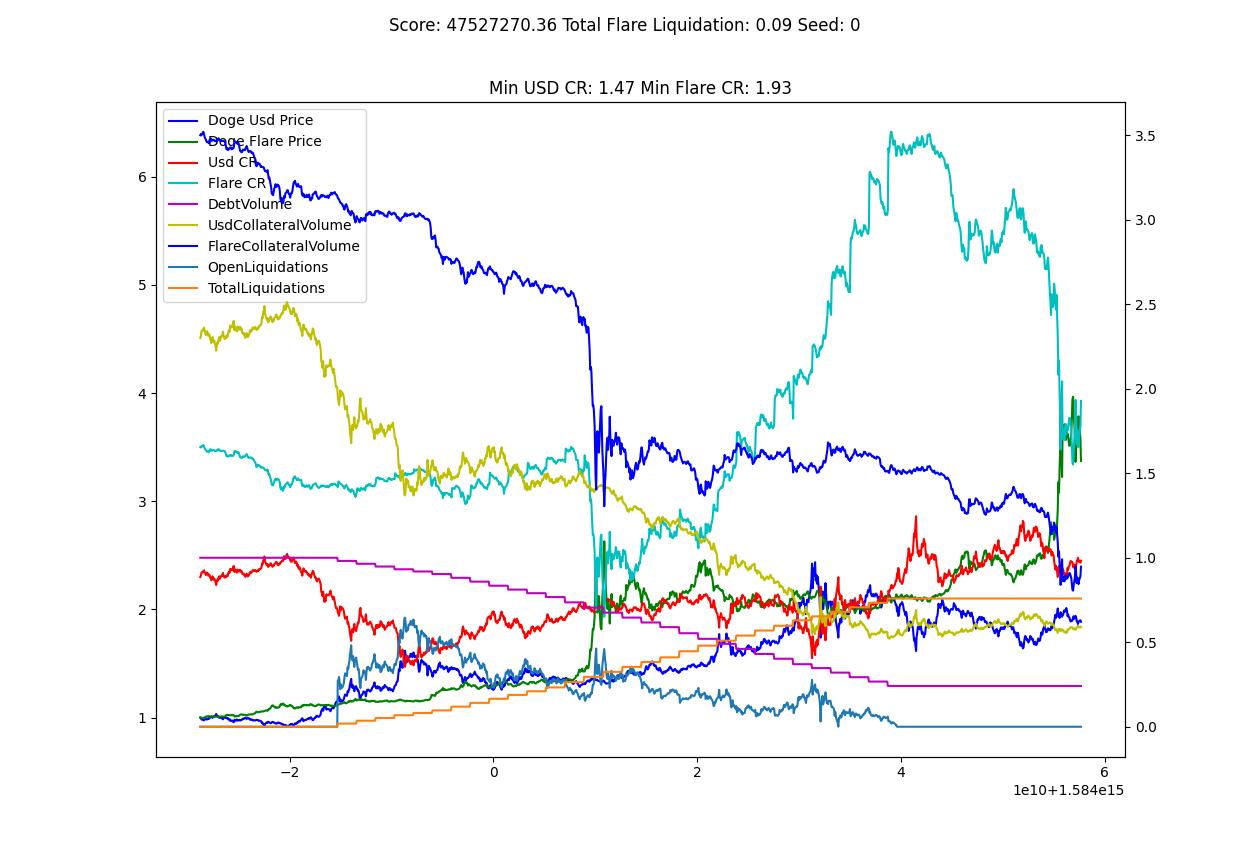 Score: 47527270.36 Total Flare Liquidation: 0.09 Seed: 0
Min USD CR: 1.47 Min Flare CR: 1.93
Doge Usd Price
Doge Flare Price
Usd CR
Flare CR
DebtVolume
UsdCollateralVolume
FlareCollateralVolume
OpenLiquidations
TotalLiquidations
6
5
4
3
2
1
3.5
3.0
2.5
2.0
1.5
1.0
0.5
0.0
−2 0 2 4 6
1e10+1.584e15